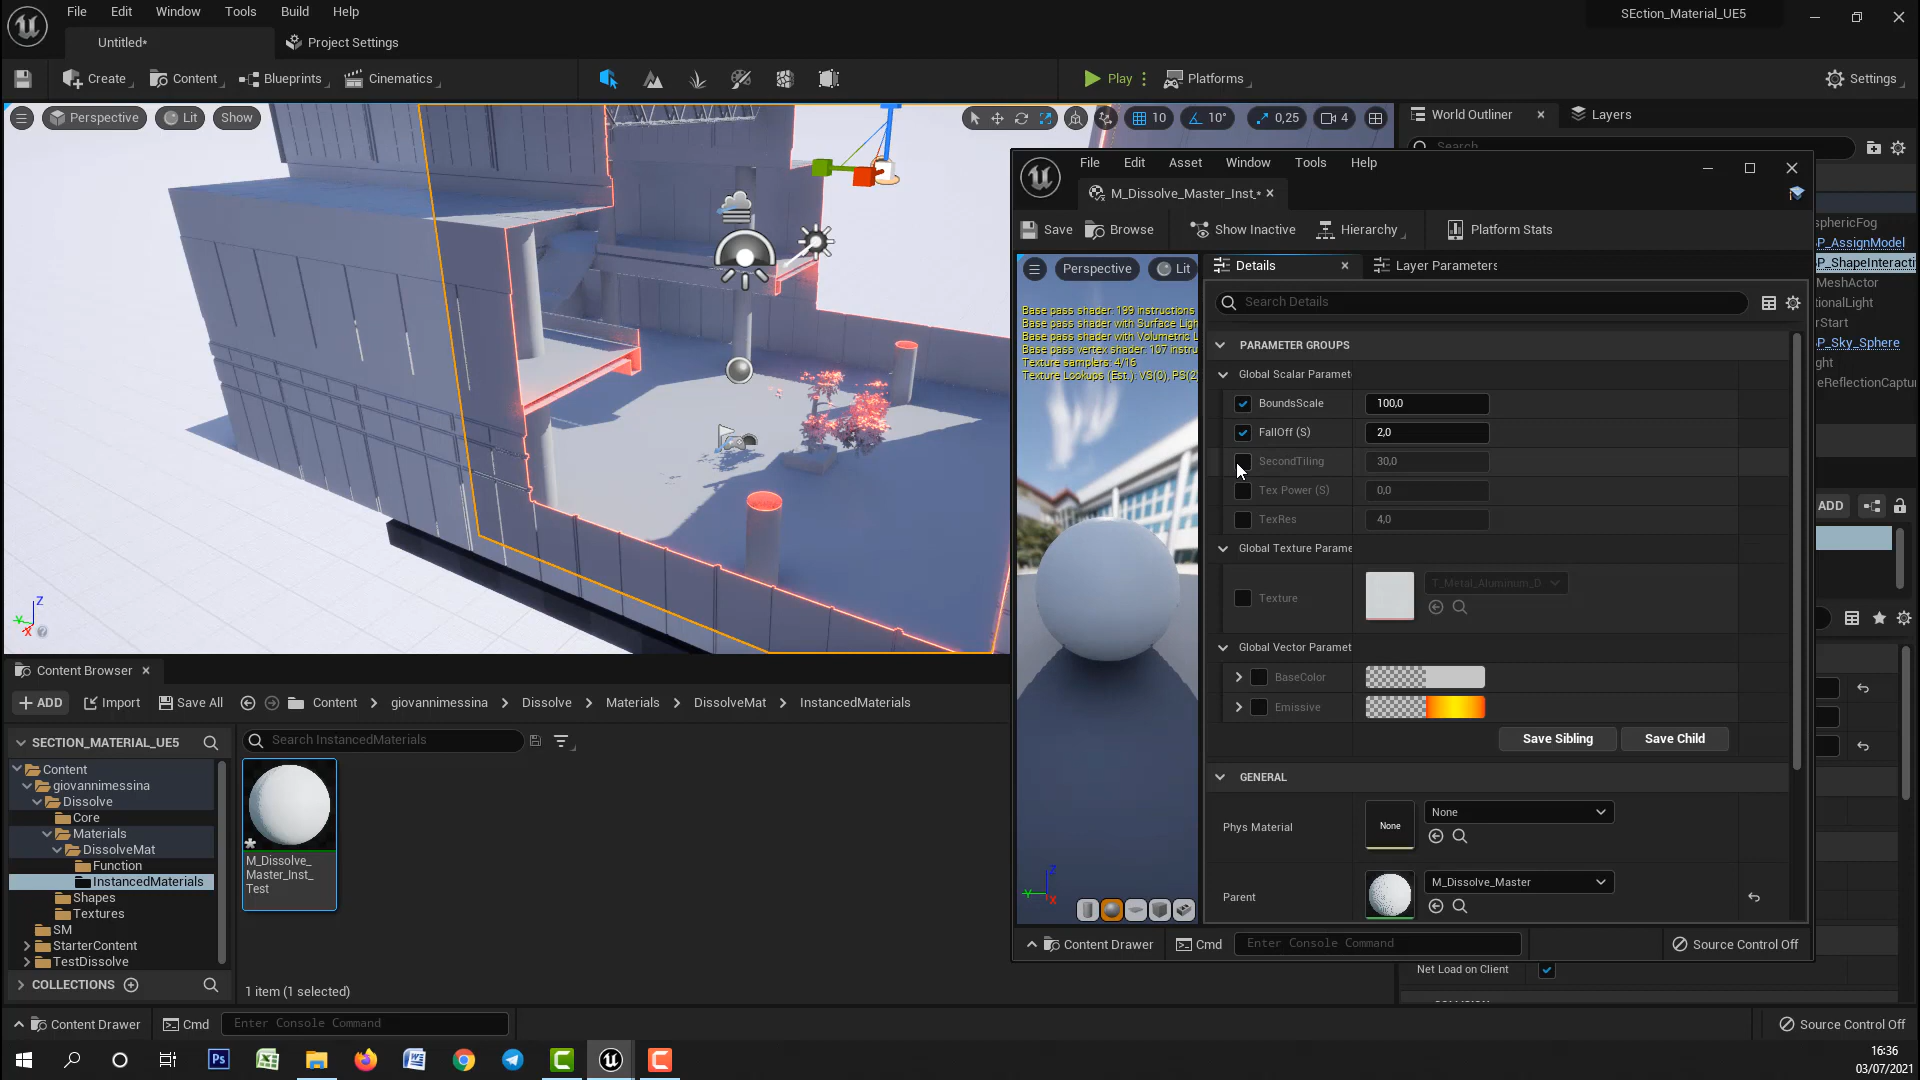 File Edit Window Tools Build Help
SEction_Material_UE5
Untitled*
Project Settings
Create Content Blueprints Cinematics
Play Platforms Settings
Perspective Lit Show
10 10° 0,25 4
World Outliner Layers
Search
sphericFog
P_AssignModel
P_ShapeInteracti
MeshActor
tionalLight
rStart
P_Sky_Sphere
ight
eReflectionCaptu
ADD
File Edit Asset Window Tools Help
M_Dissolve_Master_Inst_*
Save Browse Show Inactive Hierarchy Platform Stats
Perspective Lit
Base pass shader: 199 instructions
Base pass shader with Surface Ligh
Base pass shader with Volumetric L
Base pass vertex shader: 107 instru
Texture samplers: 4/16
Texture Lookups (Est.): VS(0), PS(2
Details Layer Parameters
Search Details
PARAMETER GROUPS
Global Scalar Paramet
BoundsScale 100,0
FallOff (S) 2,0
SecondTiling 30,0
Tex Power (S) 0,0
TexRes 4,0
Global Texture Parame
Texture T_Metal_Aluminum_D
Global Vector Paramet
BaseColor
Emissive
Save Sibling Save Child
GENERAL
Phys Material None None
Parent M_Dissolve_Master
Content Drawer Cmd Enter Console Command Source Control Off
Net Load on Client
Z
Y
X
Z
Y
X
Content Browser
ADD Import Save All Content giovannimessina Dissolve Materials DissolveMat InstancedMaterials
SECTION_MATERIAL_UE5
Search InstancedMaterials
Content
giovannimessina
Dissolve
Core
Materials
DissolveMat
Function
InstancedMaterials
Shapes
Textures
SM
StarterContent
TestDissolve
COLLECTIONS
M_Dissolve_
Master_Inst_
Test
1 item (1 selected)
Content Drawer Cmd Enter Console Command Source Control Off
Ps
16:36
03/07/2021